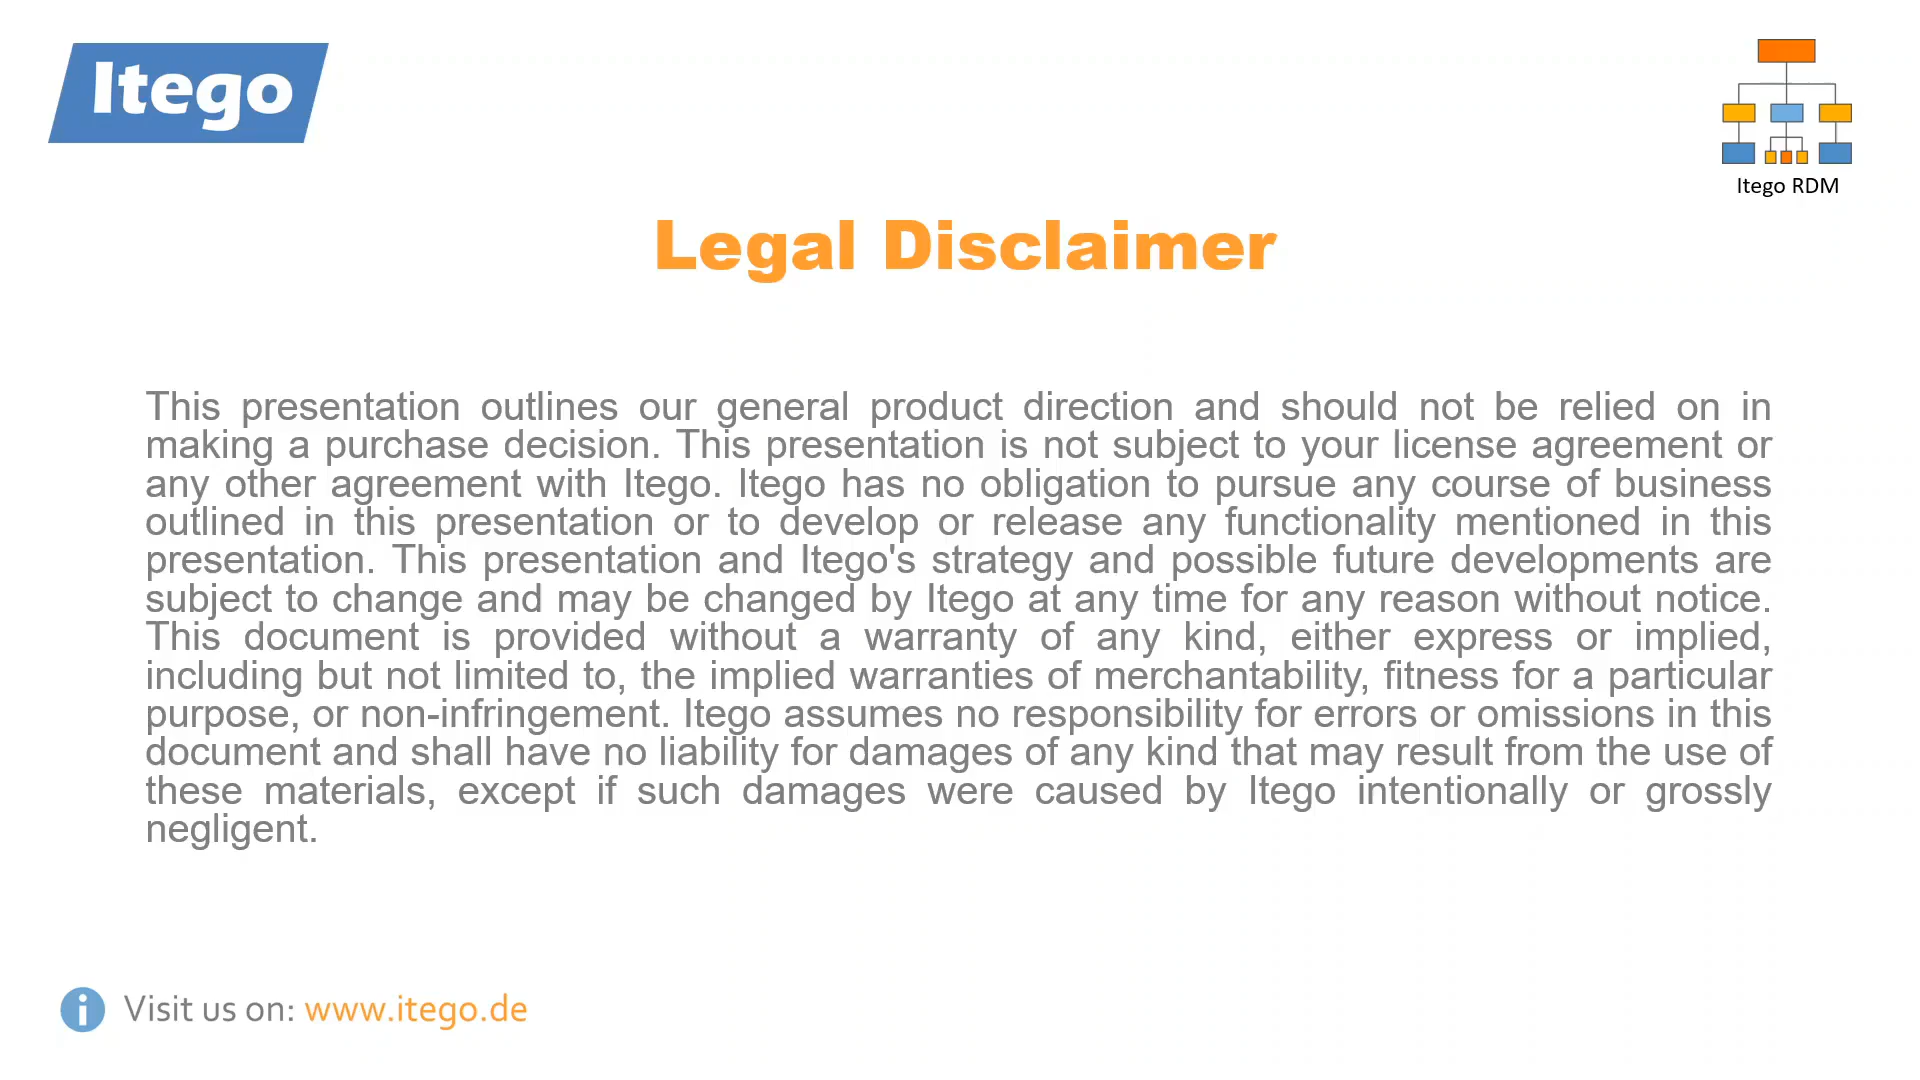 Itego
Itego RDM
Legal Disclaimer
This presentation outlines our general product direction and should not be relied on in
making a purchase decision. This presentation is not subject to your license agreement or
any other agreement with Itego. Itego has no obligation to pursue any course of business
outlined in this presentation or to develop or release any functionality mentioned in this
presentation. This presentation and Itego's strategy and possible future developments are
subject to change and may be changed by Itego at any time for any reason without notice.
This document is provided without a warranty of any kind, either express or implied,
including but not limited to, the implied warranties of merchantability, fitness for a particular
purpose, or non-infringement. Itego assumes no responsibility for errors or omissions in this
document and shall have no liability for damages of any kind that may result from the use of
these materials, except if such damages were caused by Itego intentionally or grossly
negligent.
i Visit us on: www.itego.de